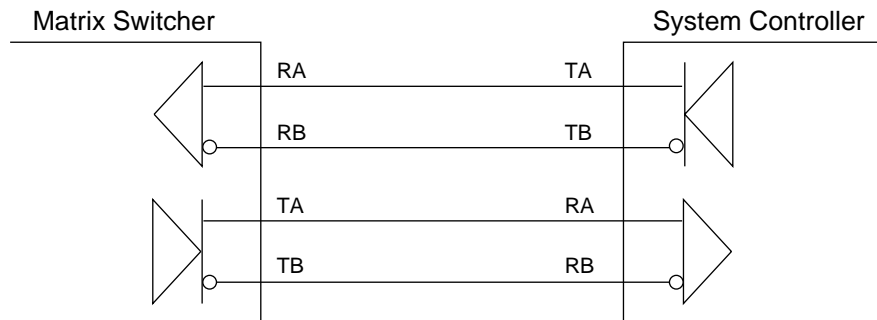 Matrix Switcher System Controller
RA TA
RB TB
TA RA
TB RB